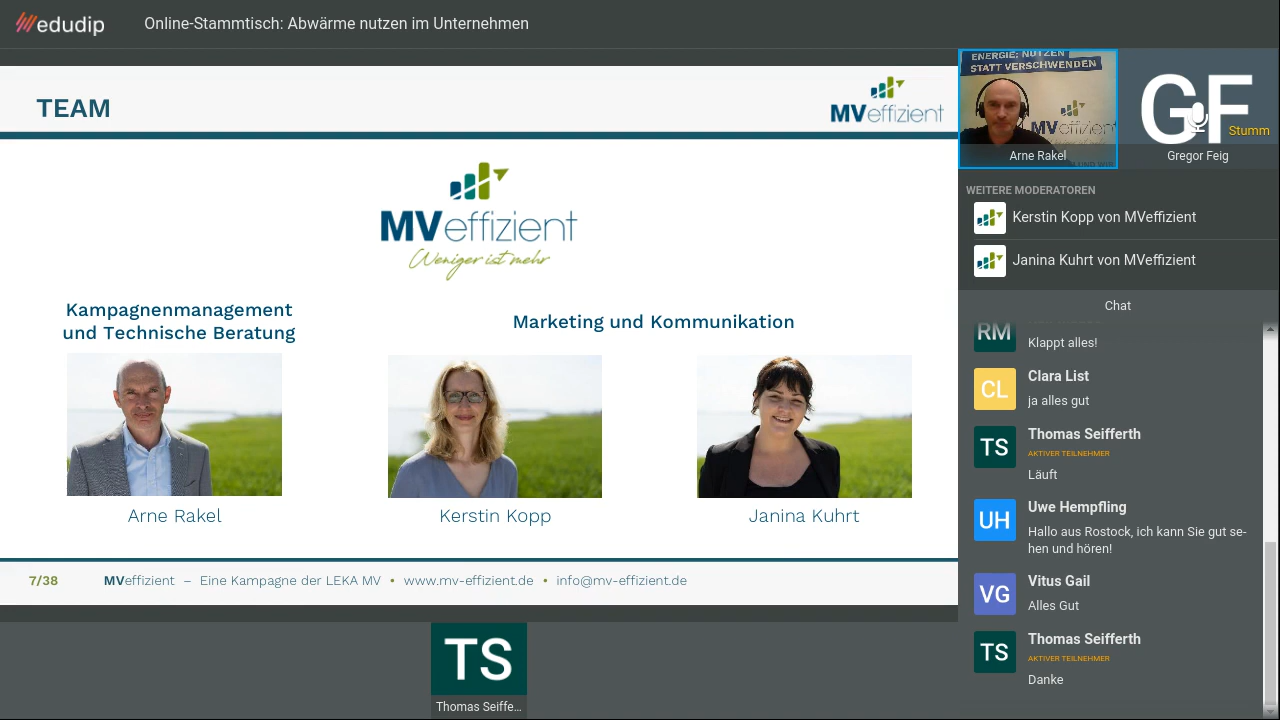 edudip
Online-Stammtisch: Abwärme nutzen im Unternehmen
TEAM
MVeffizient
MVeffizient
Weniger ist mehr
Kampagnenmanagement
und Technische Beratung
Marketing und Kommunikation
Arne Rakel
Kerstin Kopp
Janina Kuhrt
7/38
MVeffizient – Eine Kampagne der LEKA MV • www.mv-effizient.de • info@mv-effizient.de
TS
Thomas Seiffe...
ENERGIE: NUTZEN
STATT VERSCHWENDEN
MVeffizient
Arne Rakel
GF
Stumm
Gregor Feig
WEITERE MODERATOREN
Kerstin Kopp von MVeffizient
Janina Kuhrt von MVeffizient
Chat
RM
Klappt alles!
CL
Clara List
ja alles gut
TS
Thomas Seifferth
AKTIVER TEILNEHMER
Läuft
UH
Uwe Hempfling
Hallo aus Rostock, ich kann Sie gut se-
hen und hören!
VG
Vitus Gail
Alles Gut
TS
Thomas Seifferth
AKTIVER TEILNEHMER
Danke